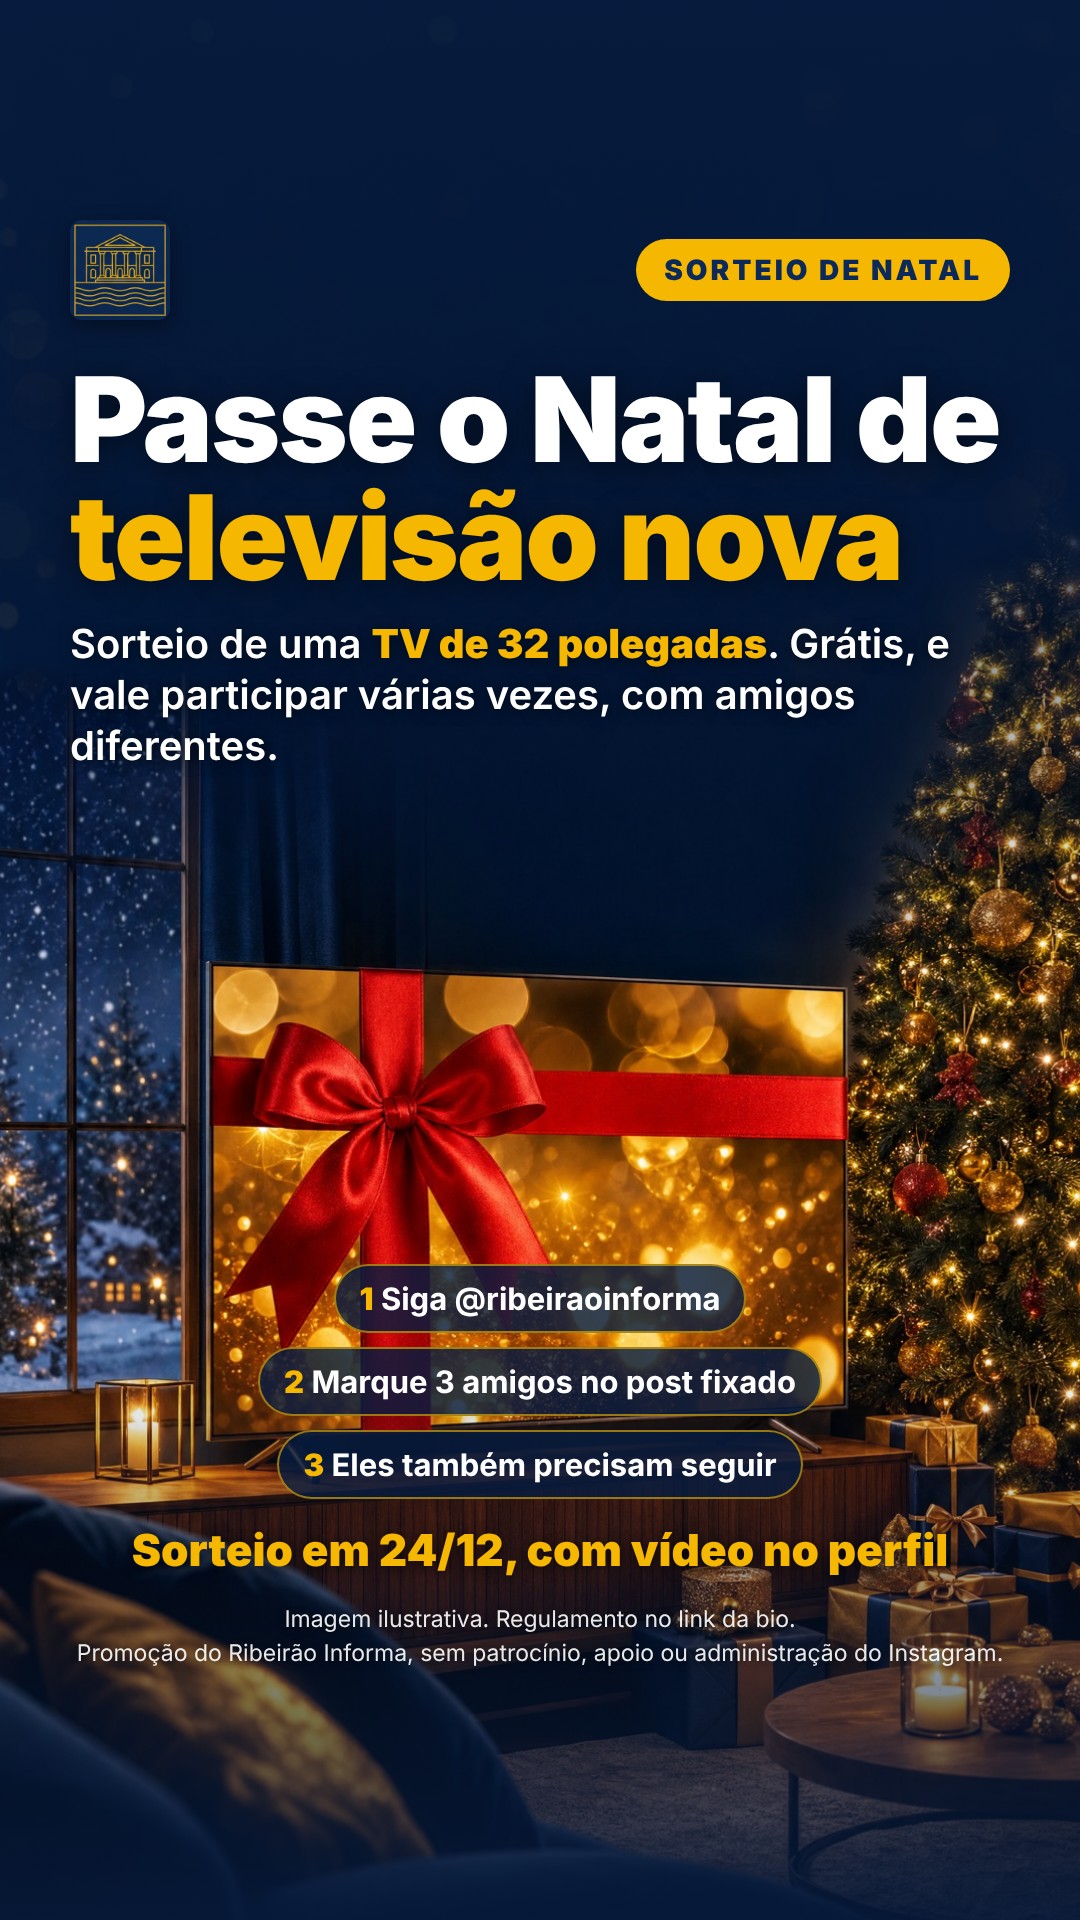 SORTEIO DE NATAL
Passe o Natal de
televisão nova
Sorteio de uma TV de 32 polegadas. Grátis, e
vale participar várias vezes, com amigos
diferentes.
1 Siga @ribeiraoinforma
2 Marque 3 amigos no post fixado
3 Eles também precisam seguir
Sorteio em 24/12, com vídeo no perfil
Imagem ilustrativa. Regulamento no link da bio.
Promoção do Ribeirão Informa, sem patrocínio, apoio ou administração do Instagram.